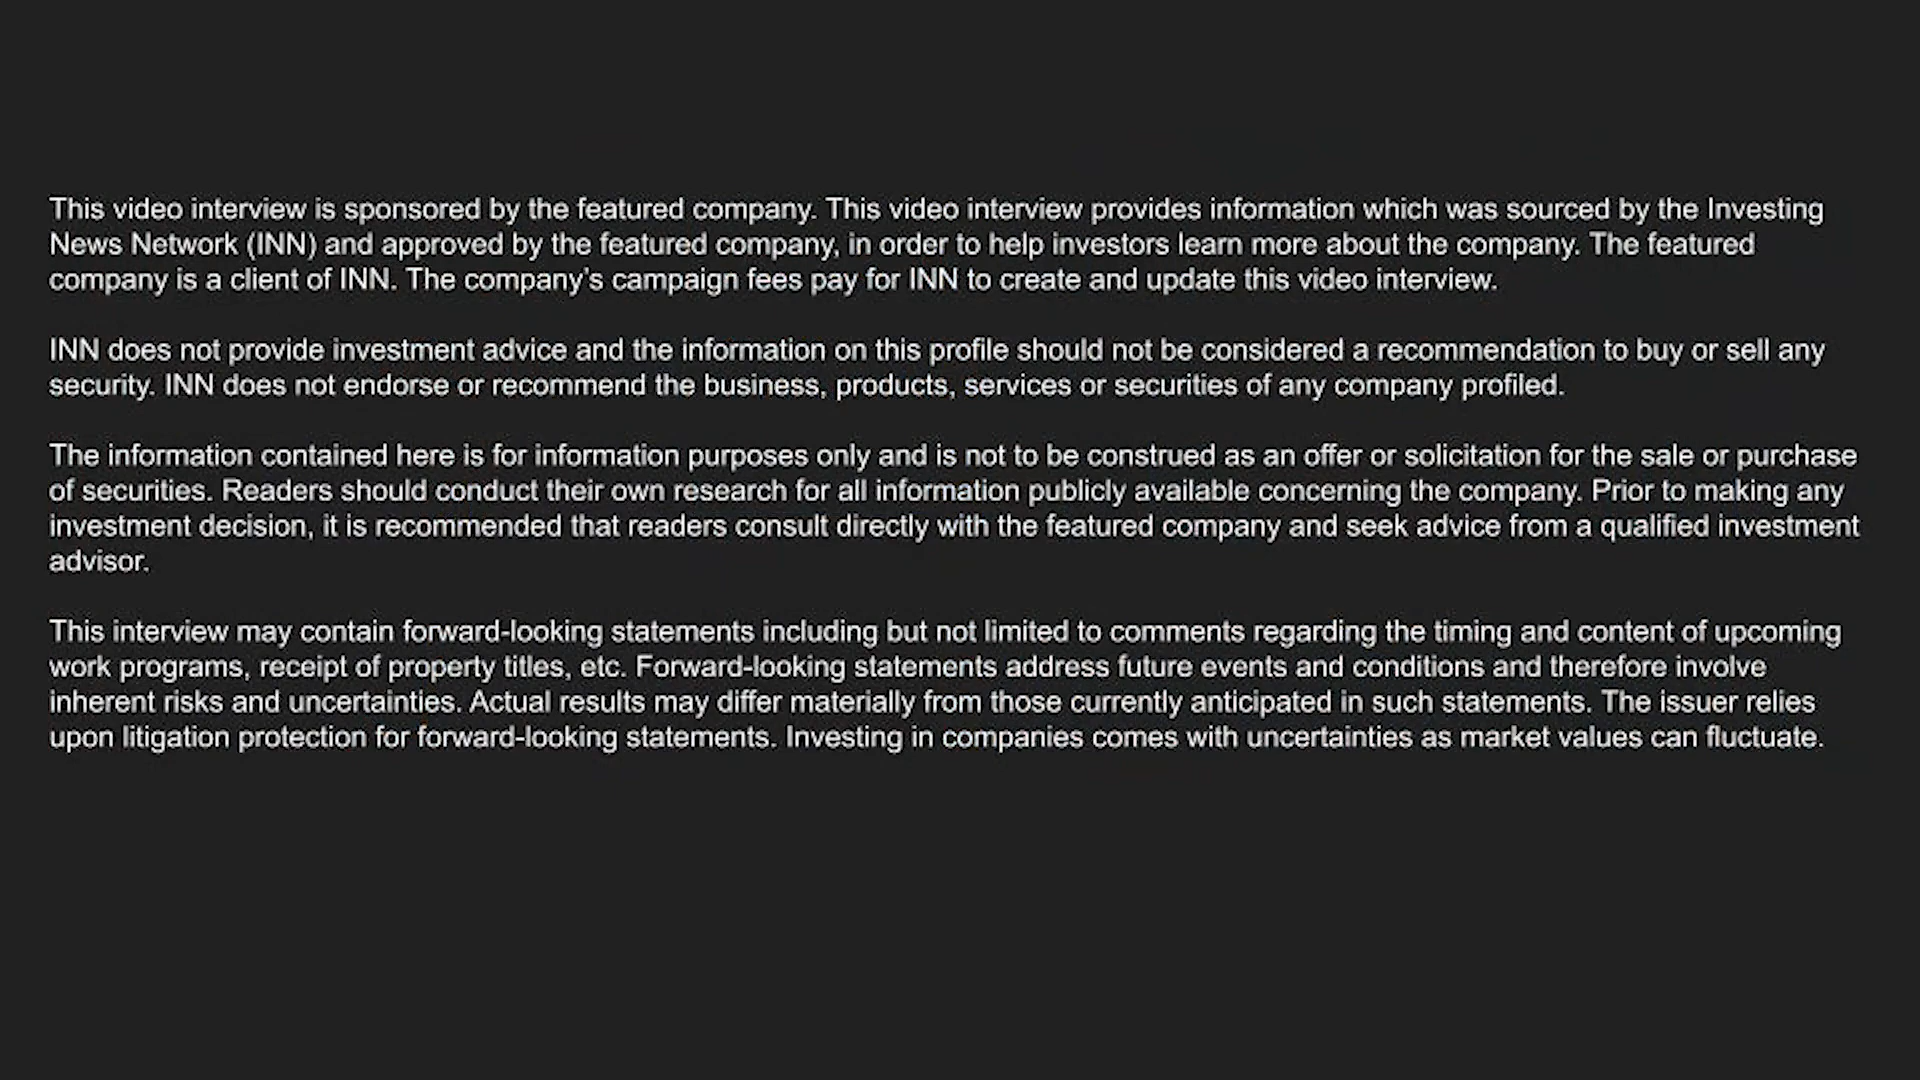 This video interview is sponsored by the featured company. This video interview provides information which was sourced by the Investing
News Network (INN) and approved by the featured company, in order to help investors learn more about the company. The featured
company is a client of INN. The company's campaign fees pay for INN to create and update this video interview.
INN does not provide investment advice and the information on this profile should not be considered a recommendation to buy or sell any
security. INN does not endorse or recommend the business, products, services or securities of any company profiled.
The information contained here is for information purposes only and is not to be construed as an offer or solicitation for the sale or purchase
of securities. Readers should conduct their own research for all information publicly available concerning the company. Prior to making any
investment decision, it is recommended that readers consult directly with the featured company and seek advice from a qualified investment
advisor.
This interview may contain forward-looking statements including but not limited to comments regarding the timing and content of upcoming
work programs, receipt of property titles, etc. Forward-looking statements address future events and conditions and therefore involve
inherent risks and uncertainties. Actual results may differ materially from those currently anticipated in such statements. The issuer relies
upon litigation protection for forward-looking statements. Investing in companies comes with uncertainties as market values can fluctuate.